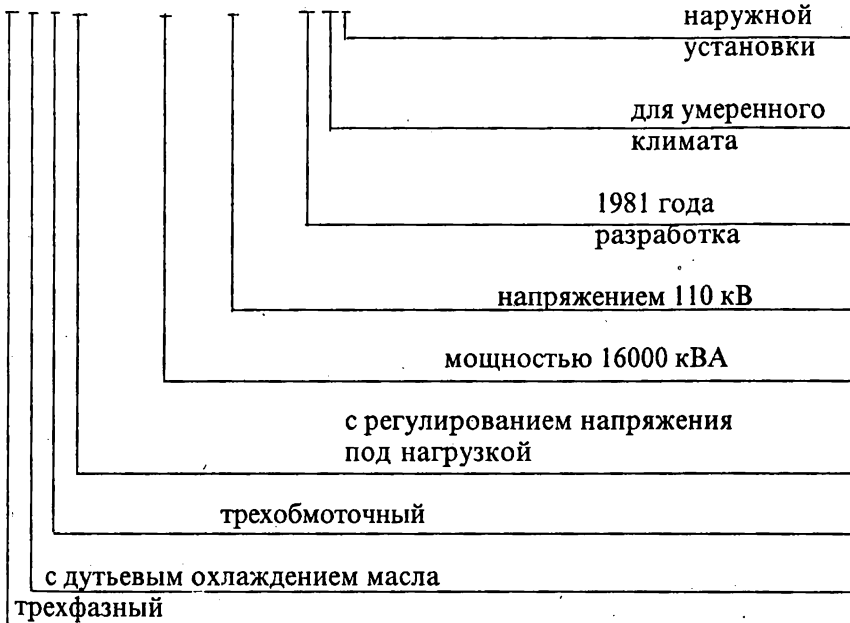 наружной
установки
для умеренного
климата
1981 года
разработка
напряжением 110 кВ
мощностью 16000 кВА
с регулированием напряжения
под нагрузкой
трехобмоточный
с дутьевым охлаждением масла
трехфазный